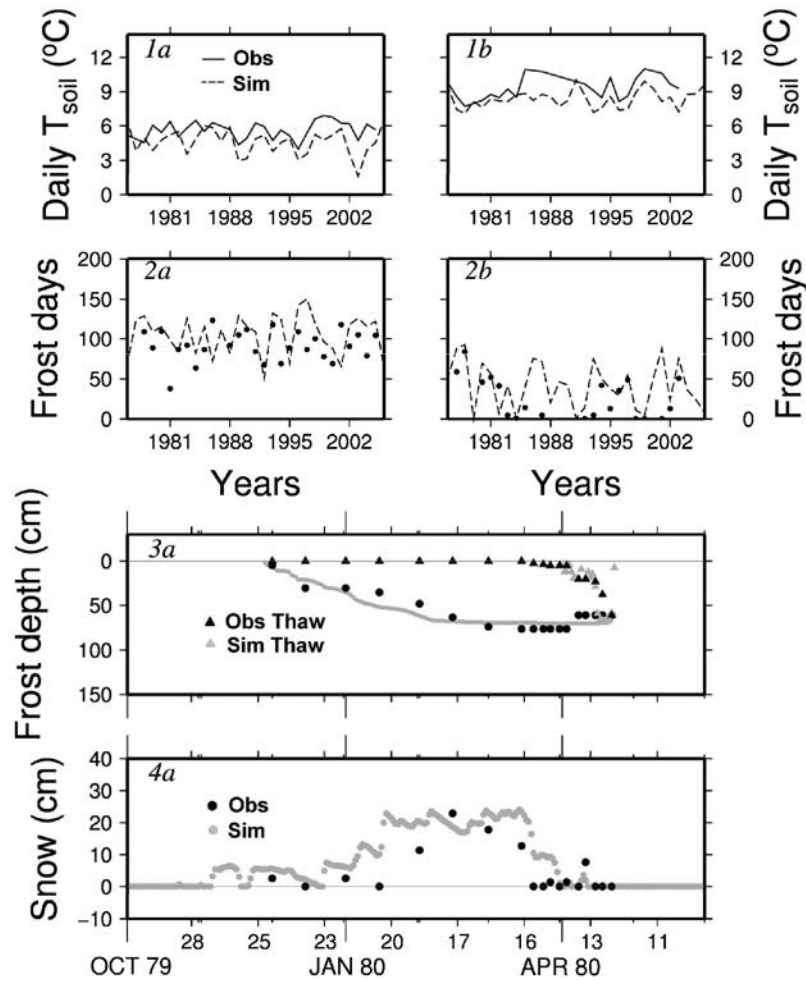 1a
Obs
Sim
1b
Daily T soil (ºC)
12
9
6
3
0
12
9
6
3
0
Daily T soil (ºC)
1981 1988 1995 2002
1981 1988 1995 2002
2a
2b
Frost days
200
150
100
50
0
200
150
100
50
0
Frost days
1981 1988 1995 2002
1981 1988 1995 2002
Years
Years
3a
Frost depth (cm)
0
50
100
150
Obs Thaw
Sim Thaw
4a
Snow (cm)
40
30
20
10
0
−10
Obs
Sim
28 25 23 20 17 16 13 11
OCT 79 JAN 80 APR 80